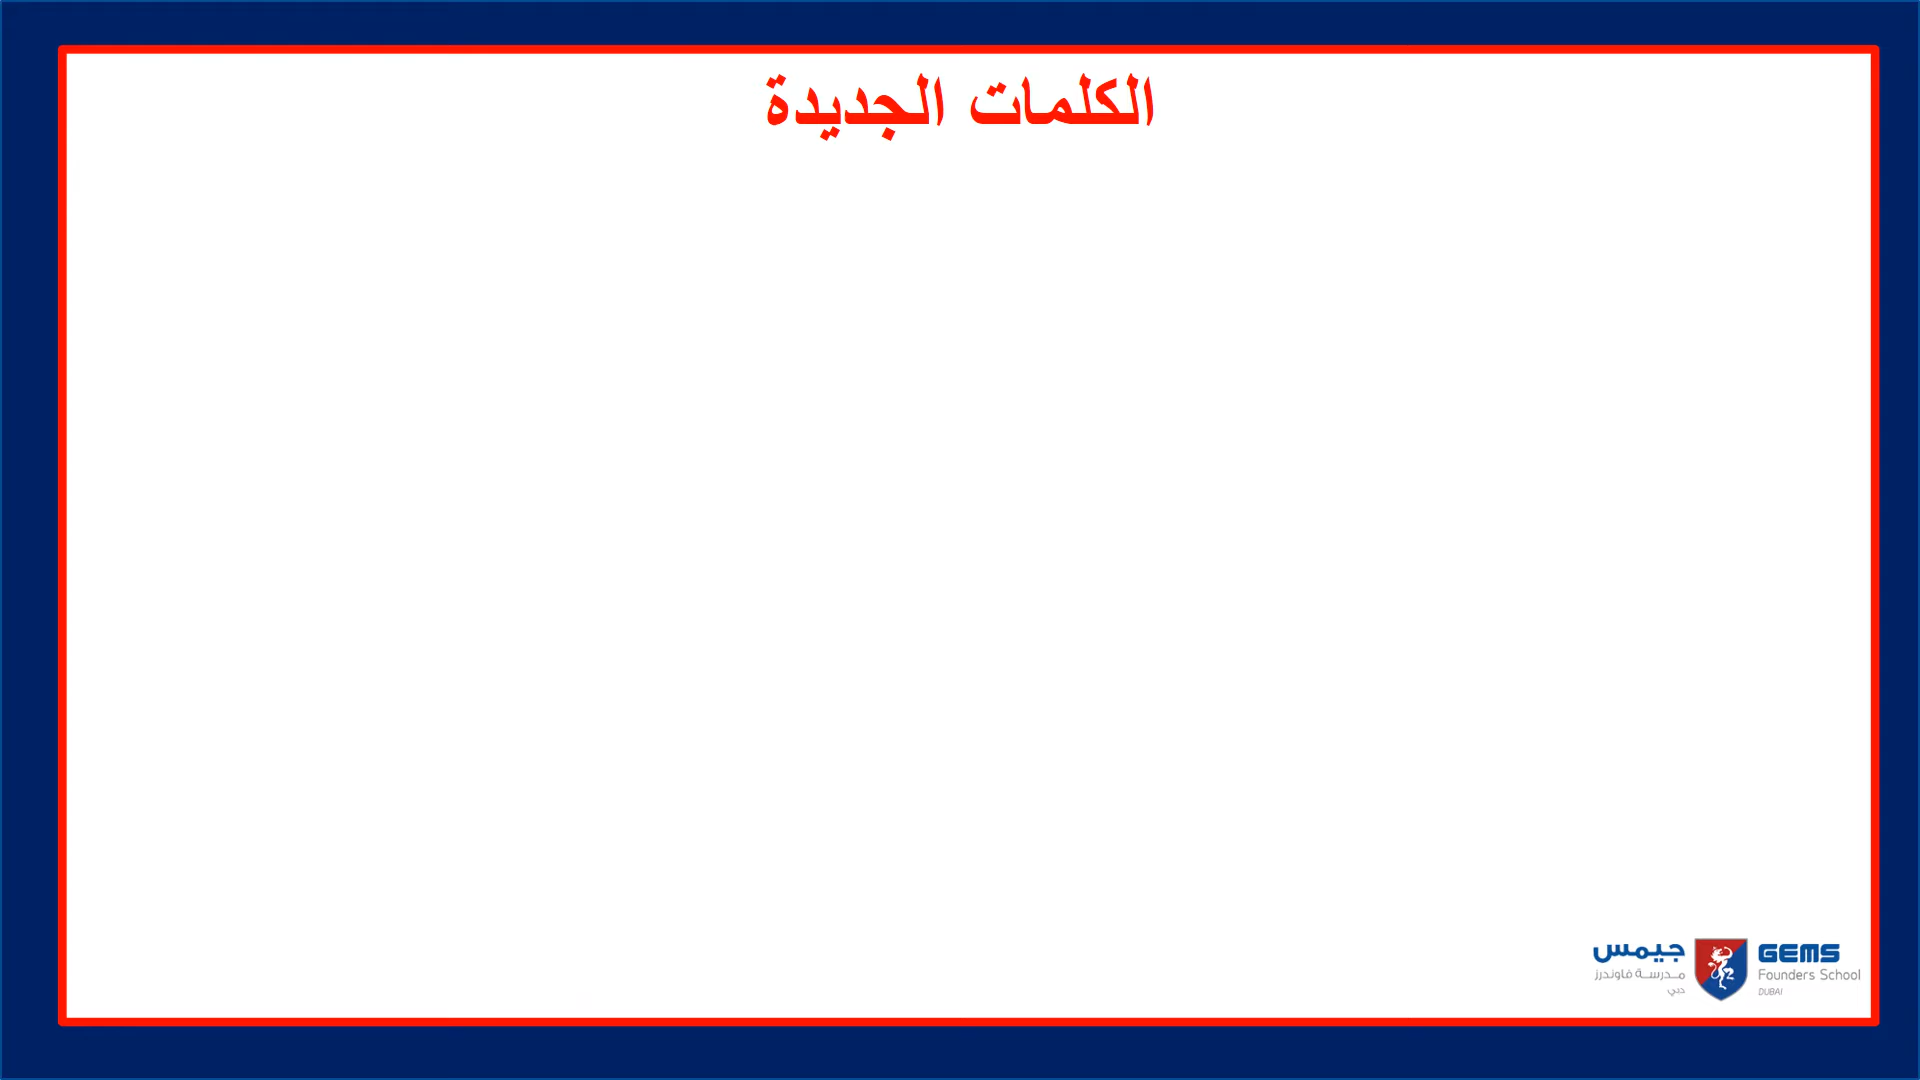 الكلمات الجديدة
جيمس
مدرسة فاوندرز
دبي
GEMS
Founders School
DUBAI